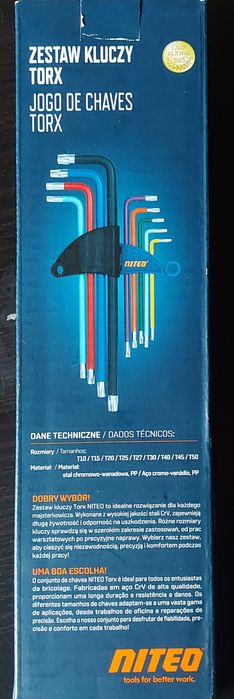 ZESTAW KLUCZY
TORX
JOGO DE CHAVES
TORX
NITEO
DANE TECHNICZNE / DADOS TÉCNICOS:
Rozmiary / Tamanhos:
T10 / T15 / T20 / T25 / T27 / T30 / T40 / T45 / T50
Materiał: / Material:
stal chromowo-wanadowa, PP / Aço cromo-vanádio, PP
DOBRY WYBÓR!
Zestaw kluczy Torx NITEO to idealne rozwiązanie dla każdego
majsterkowicza. Wykonane z wysokiej jakości stali CrV, zapewniają
długą żywotność i odporność na uszkodzenia. Różne rozmiary
kluczy sprawdzą się w szerokim zakresie zastosowań, od prac
warsztatowych po precyzyjne naprawy. Wybierz nasz zestaw,
aby cieszyć się niezawodnością, precyzją i komfortem podczas
każdej pracy!
UMA BOA ESCOLHA!
O conjunto de chaves NITEO Torx é ideal para todos os entusiastas
da bricolage. Fabricadas em aço CrV de alta qualidade,
proporcionam uma longa duração e resistência a danos. Os
diferentes tamanhos de chaves adaptam-se a uma vasta gama
de aplicações, desde trabalhos de oficina a reparações de
precisão. Escolha o nosso conjunto para desfrutar de fiabilidade, pre-
cisão e conforto em cada trabalho!
NITEO
tools for better work.